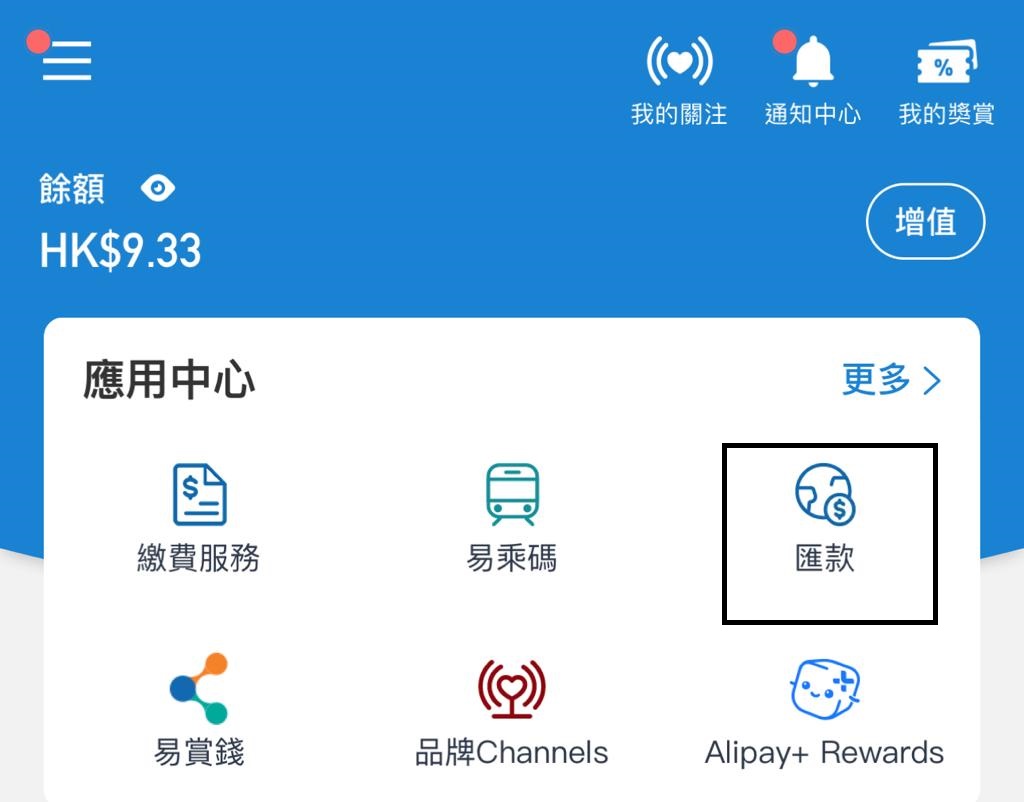 我的關注 通知中心 我的獎賞
餘額
HK$9.33
增值
應用中心 更多
繳費服務 易乘碼 匯款
易賞錢 品牌Channels Alipay+ Rewards